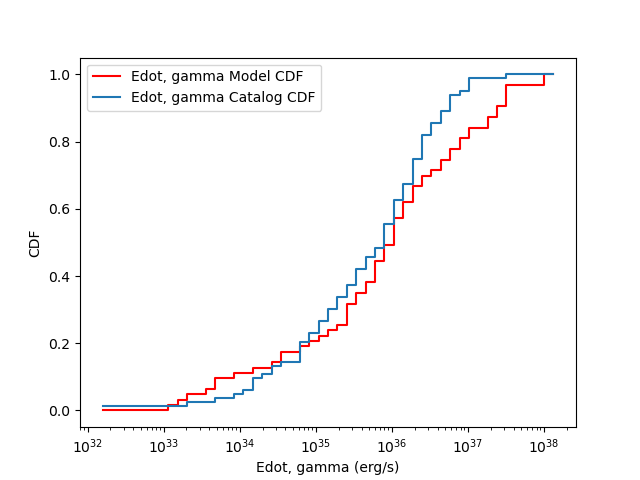 Edot, gamma Model CDF
Edot, gamma Catalog CDF
1.0
0.8
0.6
0.4
0.2
0.0
CDF
10^32 10^33 10^34 10^35 10^36 10^37 10^38
Edot, gamma (erg/s)